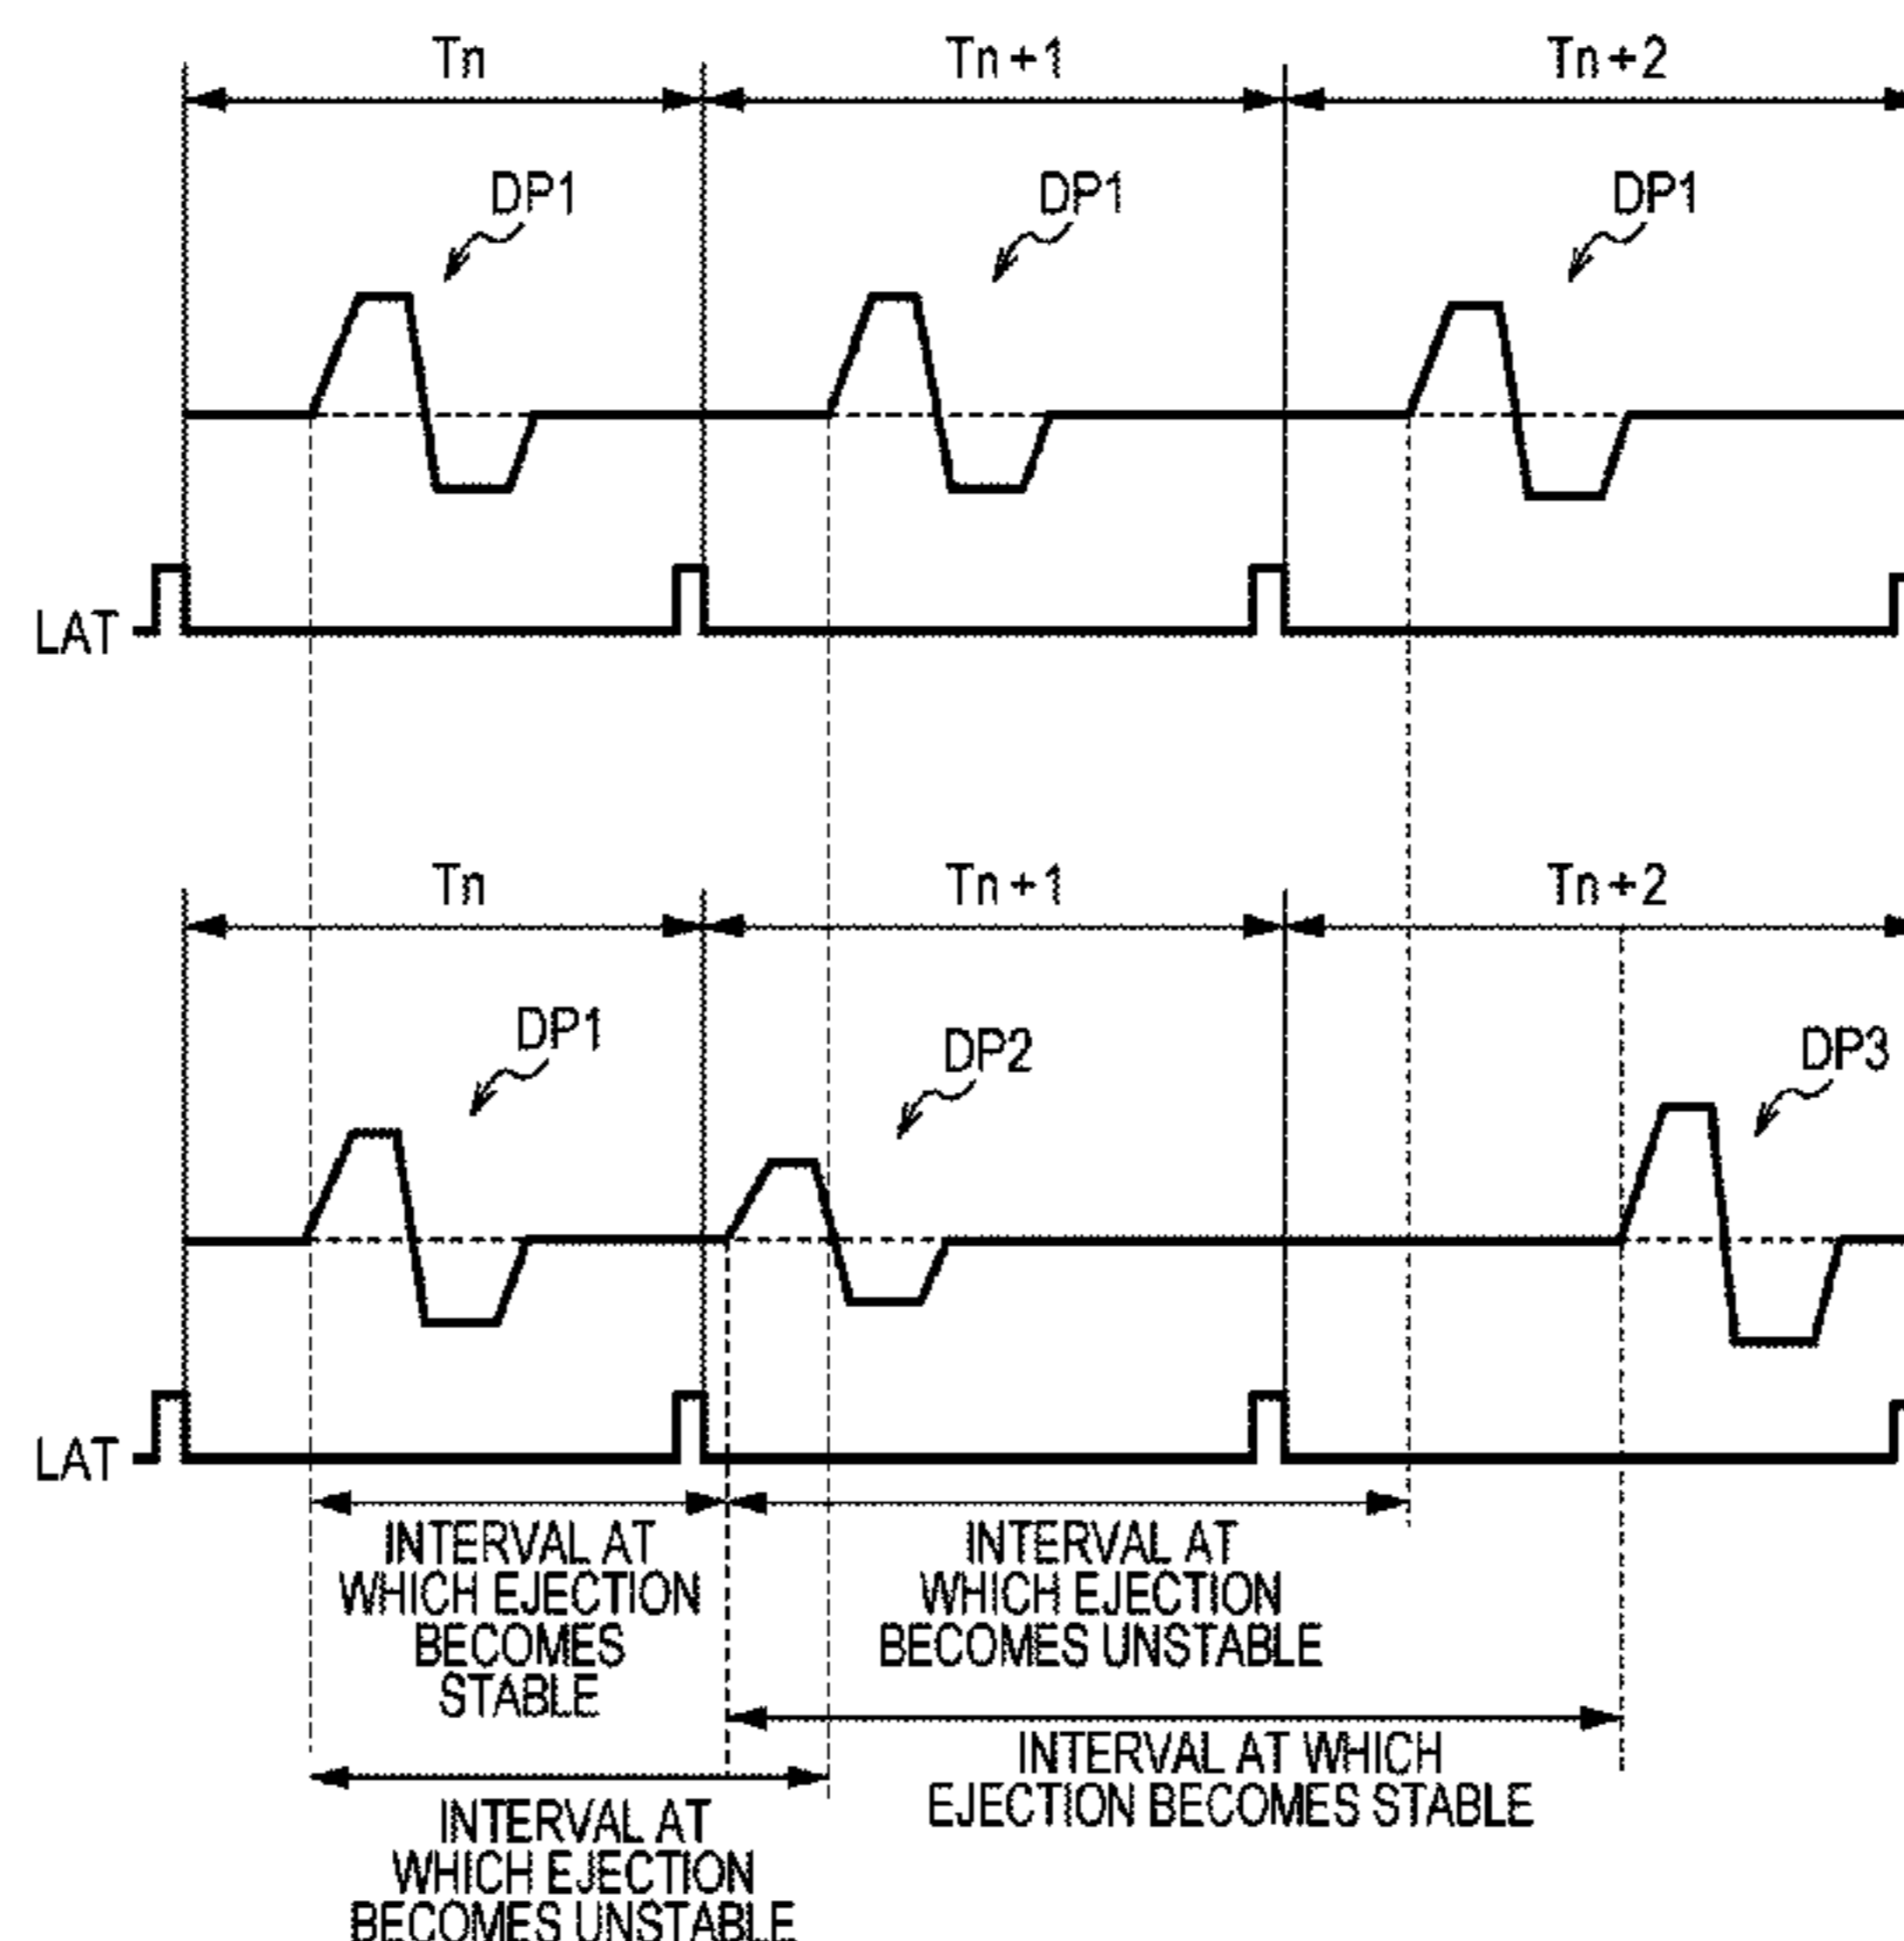 Tn Tn+1 Tn+2
DP1 DP1 DP1
LAT
Tn Tn+1 Tn+2
DP1 DP2 DP3
LAT
INTERVAL AT
WHICH EJECTION
BECOMES
STABLE
INTERVAL AT
WHICH EJECTION
BECOMES UNSTABLE
INTERVAL AT WHICH
EJECTION BECOMES STABLE
INTERVAL AT
WHICH EJECTION
BECOMES UNSTABLE